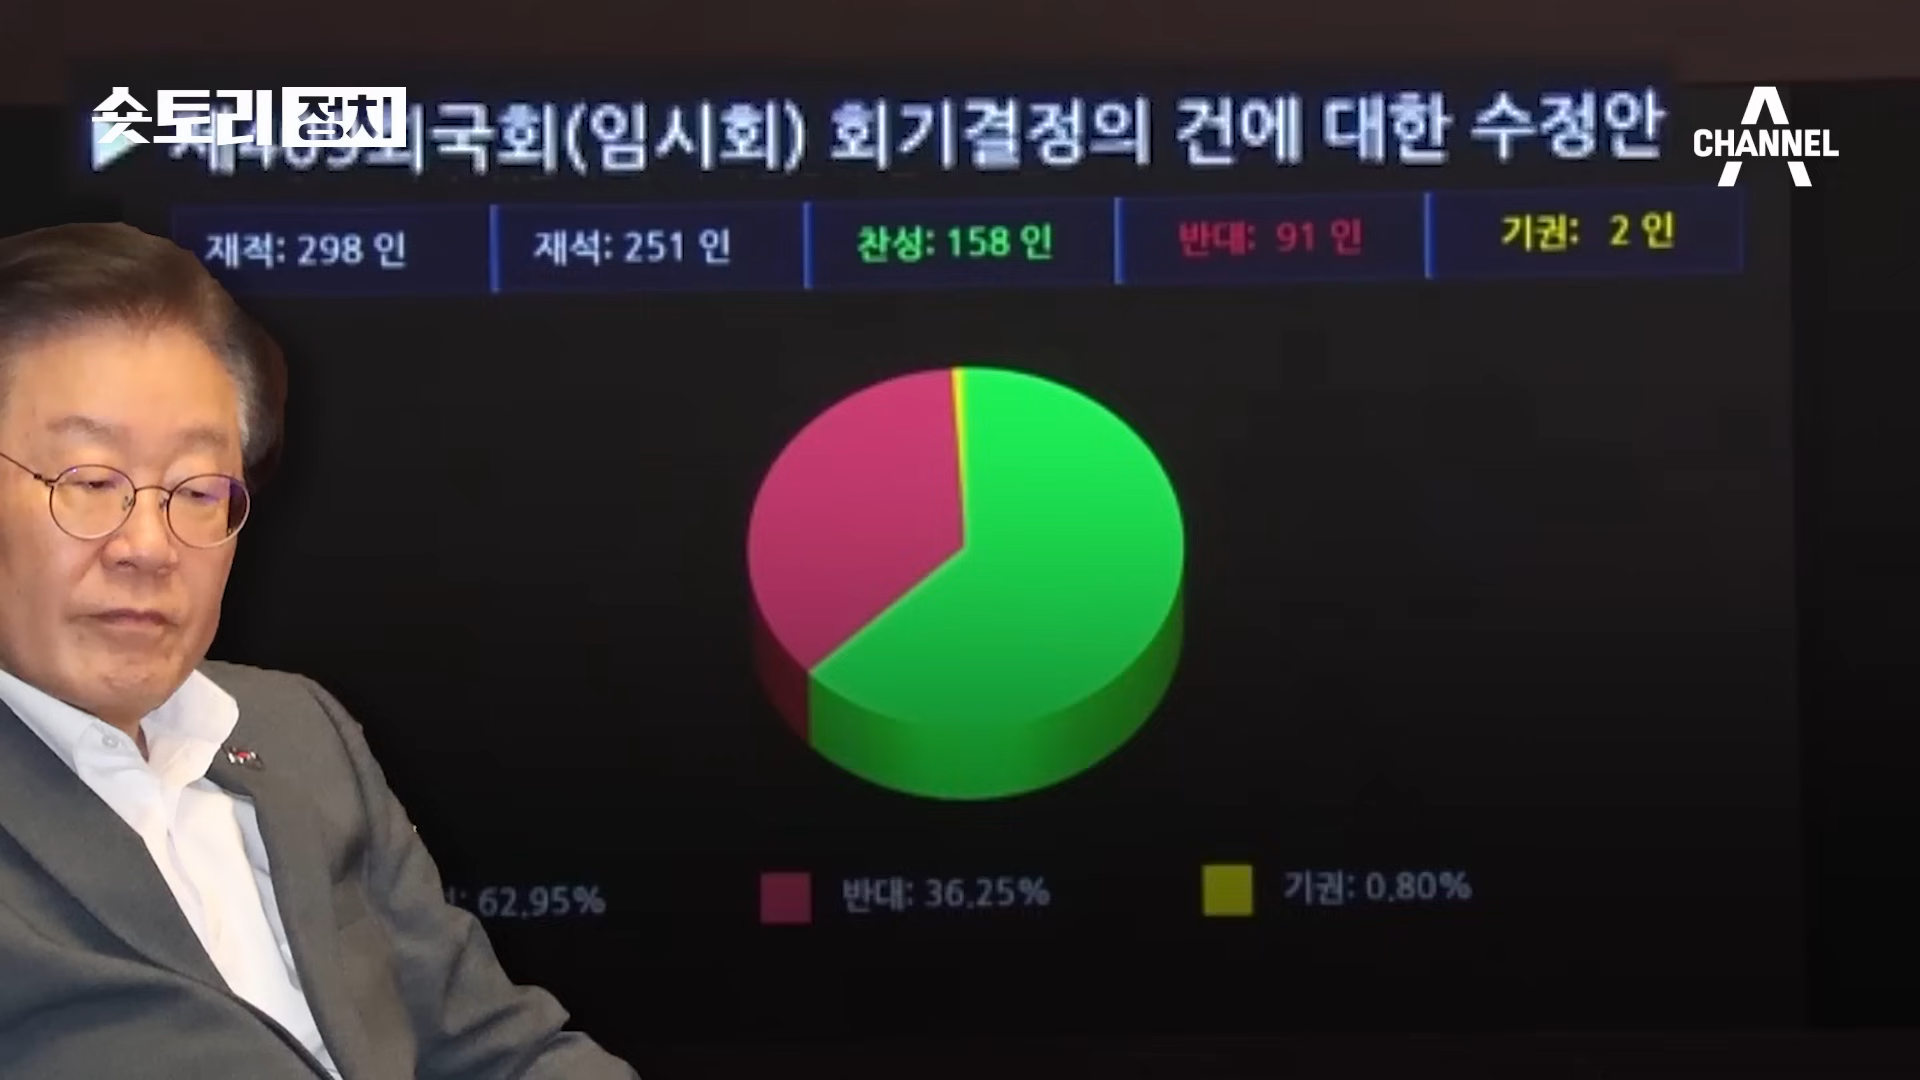 숏토리 정치
회국회(임시회) 회기결정의 건에 대한 수정안
CHANNEL A
재적: 298 인
재석: 251 인
찬성: 158 인
반대: 91 인
기권: 2 인
62.95%
반대: 36.25%
기권: 0.80%